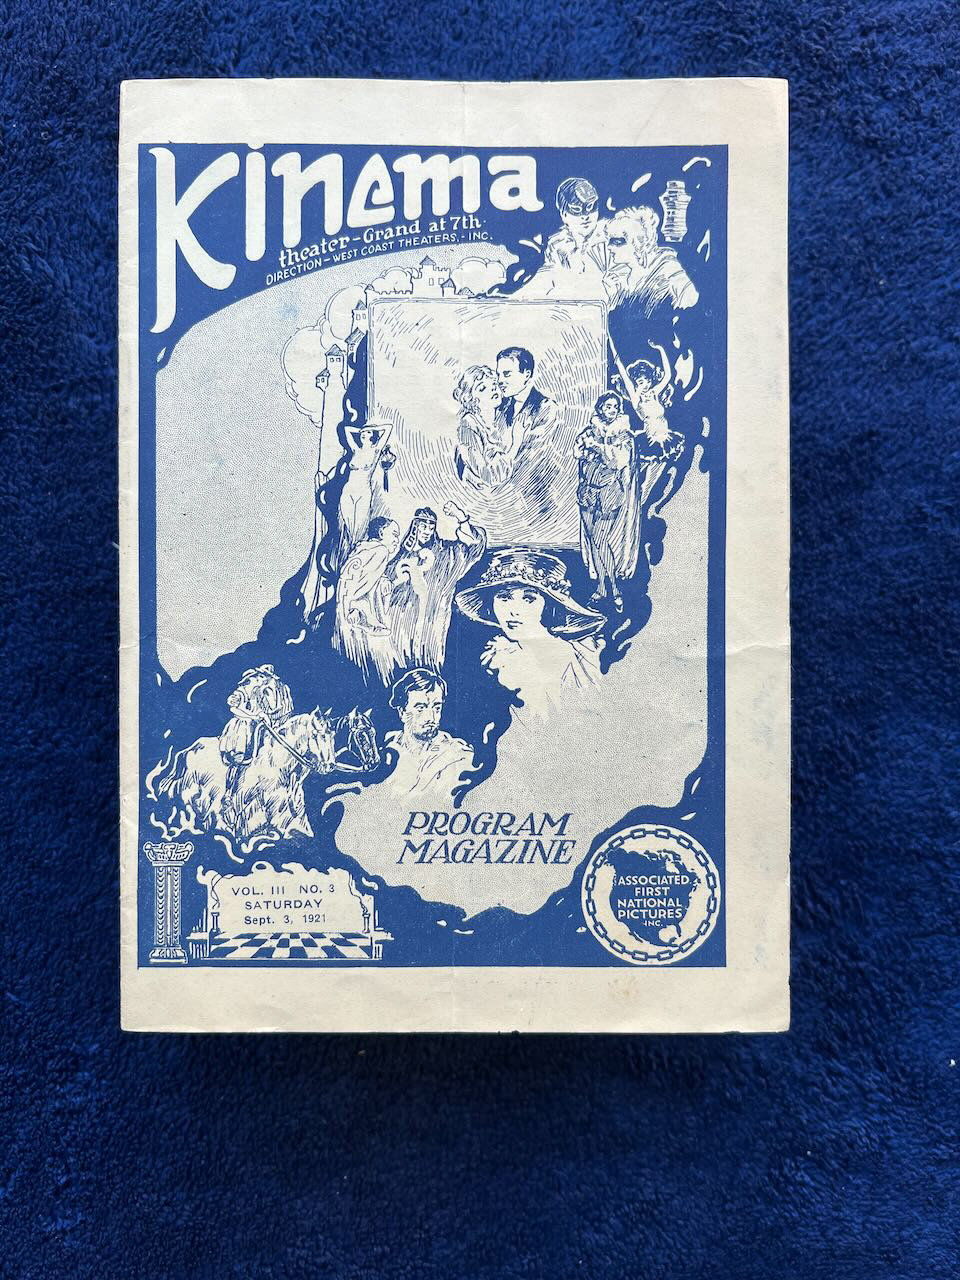 Kinema
theater-Grand at 7th
DIRECTION-WEST COAST THEATERS,-INC.
PROGRAM
MAGAZINE
VOL. III NO. 3
SATURDAY
Sept. 3, 1921
ASSOCIATED
FIRST
NATIONAL
PICTURES
-INC-